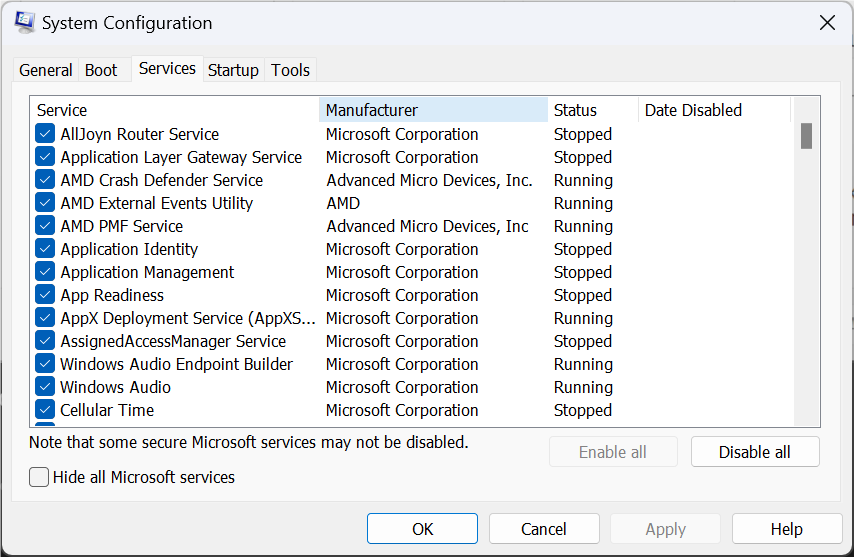 System Configuration
General Boot Services Startup Tools
Service Manufacturer Status Date Disabled
AllJoyn Router Service Microsoft Corporation Stopped
Application Layer Gateway Service Microsoft Corporation Stopped
AMD Crash Defender Service Advanced Micro Devices, Inc. Running
AMD External Events Utility AMD Running
AMD PMF Service Advanced Micro Devices, Inc Running
Application Identity Microsoft Corporation Stopped
Application Management Microsoft Corporation Stopped
App Readiness Microsoft Corporation Stopped
AppX Deployment Service (AppXS... Microsoft Corporation Running
AssignedAccessManager Service Microsoft Corporation Stopped
Windows Audio Endpoint Builder Microsoft Corporation Running
Windows Audio Microsoft Corporation Running
Cellular Time Microsoft Corporation Stopped
Note that some secure Microsoft services may not be disabled.
Enable all Disable all
Hide all Microsoft services
OK Cancel Apply Help